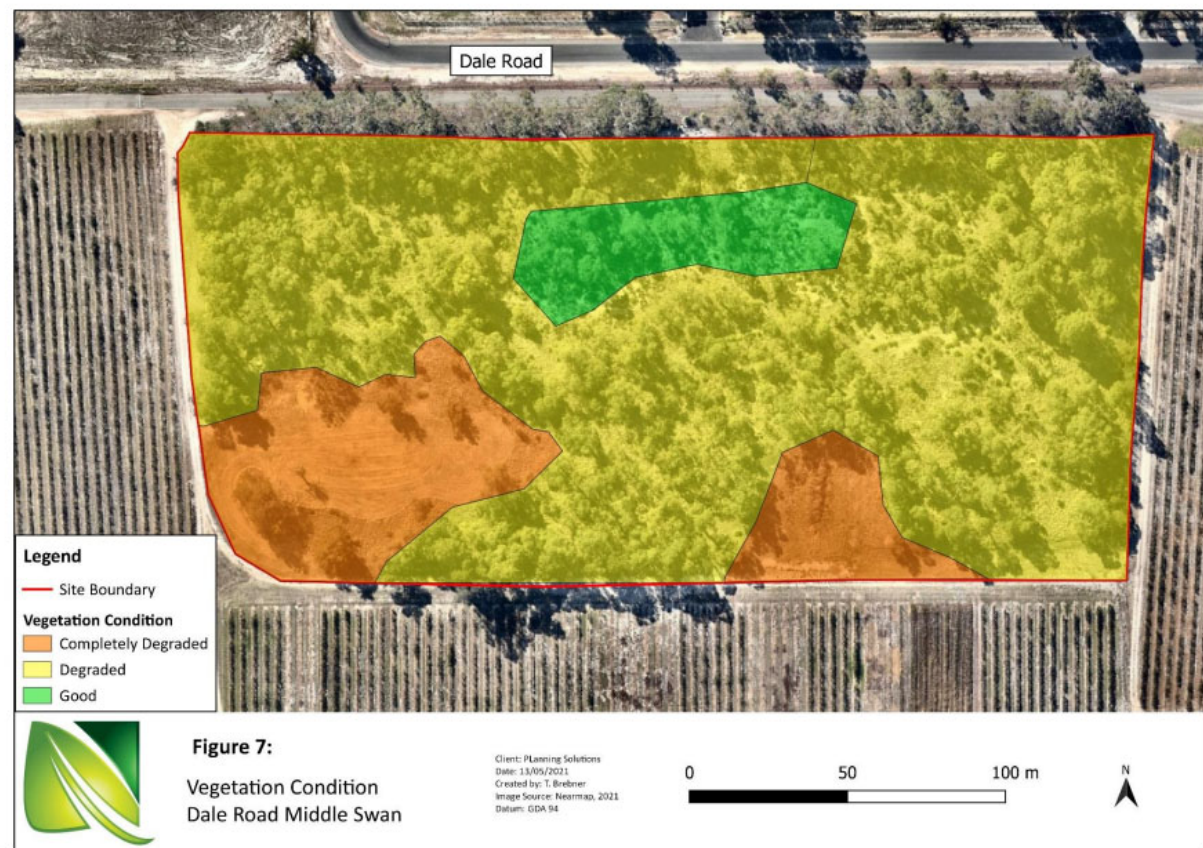 Dale Road
Legend
Site Boundary
Vegetation Condition
Completely Degraded
Degraded
Good
Figure 7:
Vegetation Condition
Dale Road Middle Swan
Client: PLanning Solutions
Date: 13/05/2021
Created by: T. Brebner
Image Source: Nearmap, 2021
Datum: GDA 94
0 50 100 m
N